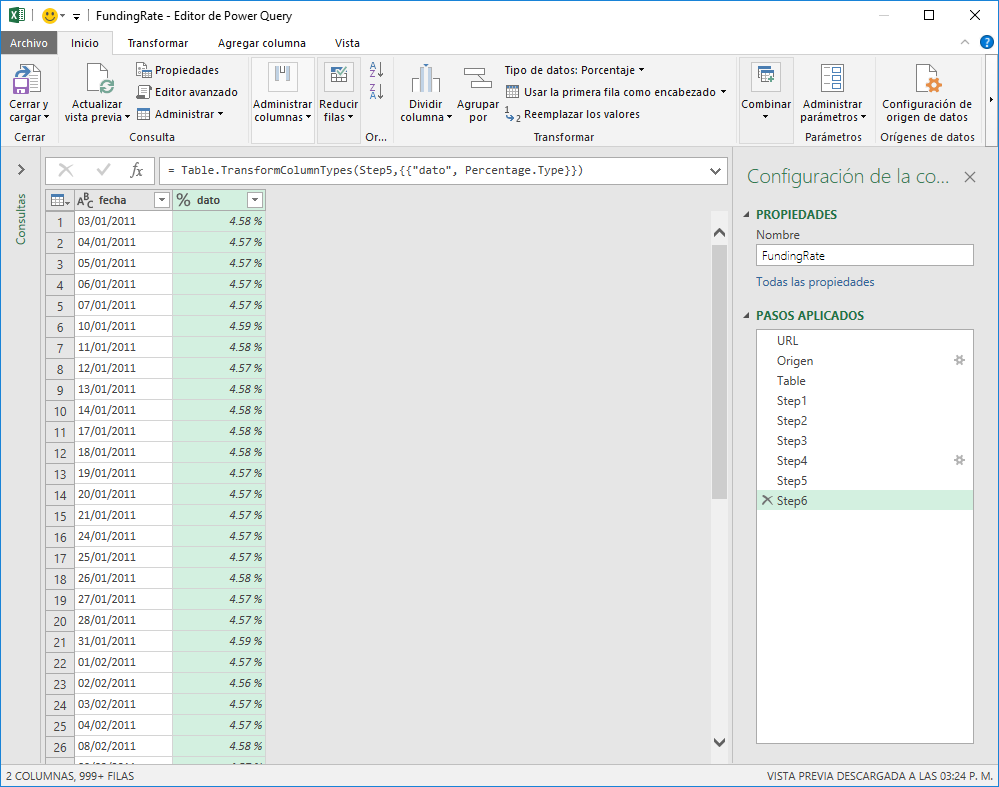 FundingRate - Editor de Power Query
Archivo Inicio Transformar Agregar columna Vista
Cerrar y cargar
Cerrar
Actualizar vista previa
Propiedades
Editor avanzado
Administrar
Consulta
Administrar columnas
Reducir filas
A Z
Z A
Or...
Dividir columna
Agrupar por
Tipo de datos: Porcentaje
Usar la primera fila como encabezado
1 2 Reemplazar los valores
Transformar
Combinar
Administrar parámetros
Parámetros
Configuración de origen de datos
Orígenes de datos
Consultas
fx = Table.TransformColumnTypes(Step5,{{"dato", Percentage.Type}})
ABC fecha % dato
1 03/01/2011 4.58 %
2 04/01/2011 4.57 %
3 05/01/2011 4.57 %
4 06/01/2011 4.57 %
5 07/01/2011 4.57 %
6 10/01/2011 4.59 %
7 11/01/2011 4.58 %
8 12/01/2011 4.57 %
9 13/01/2011 4.58 %
10 14/01/2011 4.58 %
11 17/01/2011 4.58 %
12 18/01/2011 4.58 %
13 19/01/2011 4.57 %
14 20/01/2011 4.57 %
15 21/01/2011 4.57 %
16 24/01/2011 4.57 %
17 25/01/2011 4.57 %
18 26/01/2011 4.58 %
19 27/01/2011 4.57 %
20 28/01/2011 4.57 %
21 31/01/2011 4.59 %
22 01/02/2011 4.57 %
23 02/02/2011 4.56 %
24 03/02/2011 4.57 %
25 04/02/2011 4.57 %
26 08/02/2011 4.58 %
Configuración de la co...
PROPIEDADES
Nombre
FundingRate
Todas las propiedades
PASOS APLICADOS
URL
Origen
Table
Step1
Step2
Step3
Step4
Step5
Step6
2 COLUMNAS, 999+ FILAS
VISTA PREVIA DESCARGADA A LAS 03:24 P. M.